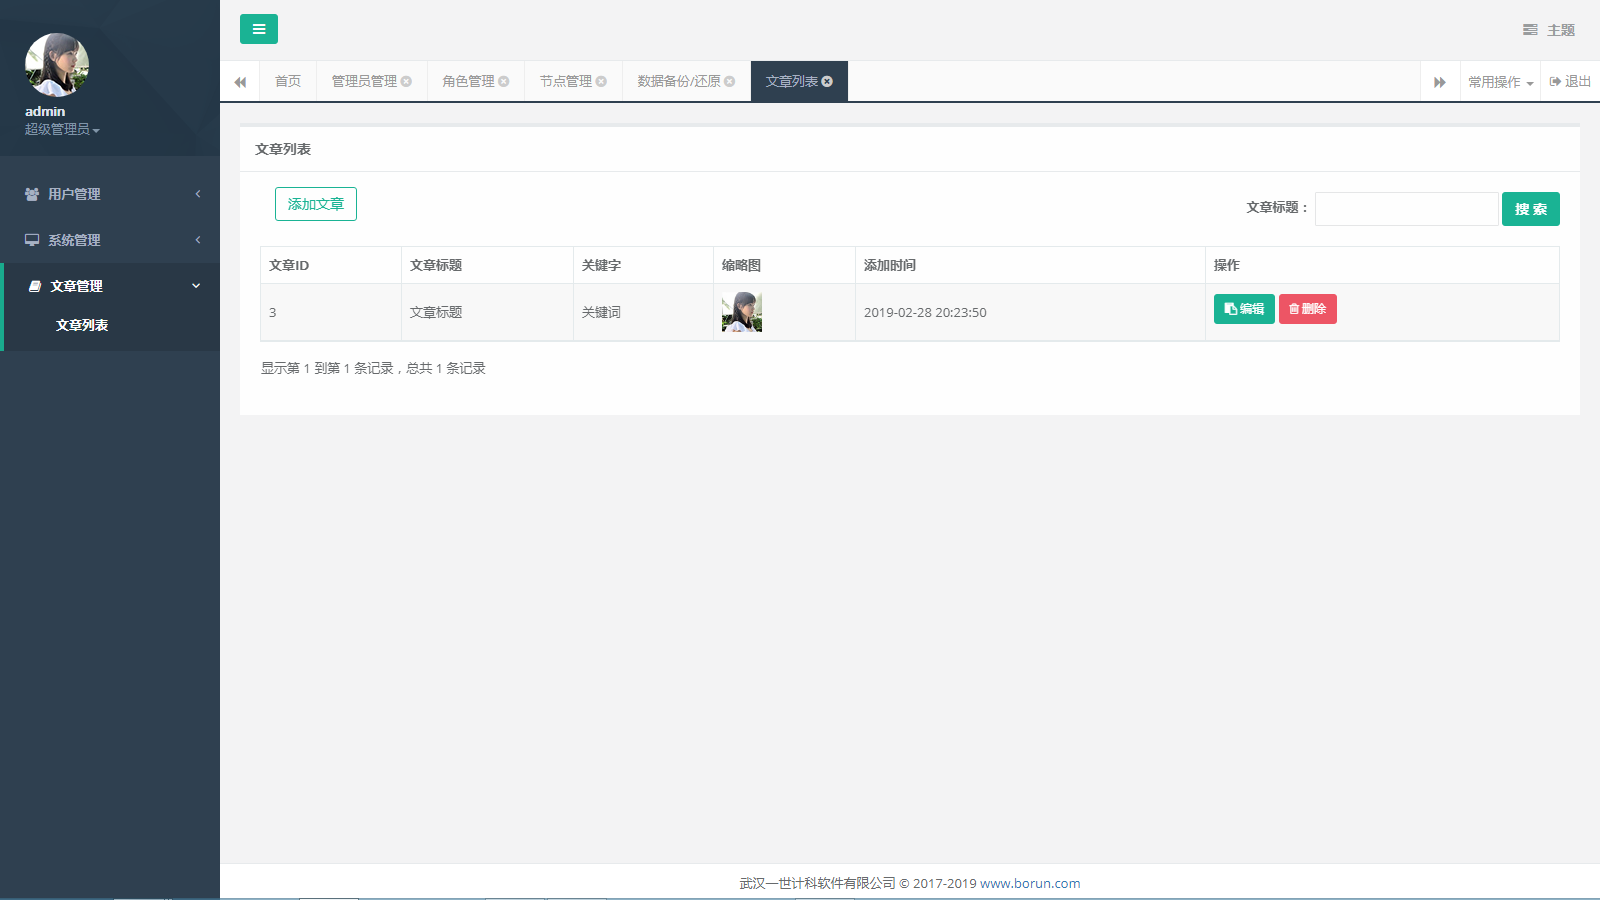 主题
admin
超级管理员
首页
管理员管理
角色管理
节点管理
数据备份/还原
文章列表
常用操作
退出
用户管理
系统管理
文章管理
文章列表
文章列表
添加文章
文章标题：
搜 索
文章ID 文章标题 关键字 缩略图 添加时间 操作
3 文章标题 关键词 2019-02-28 20:23:50 编辑 删除
显示第 1 到第 1 条记录，总共 1 条记录
武汉一世计科软件有限公司 © 2017-2019 www.borun.com